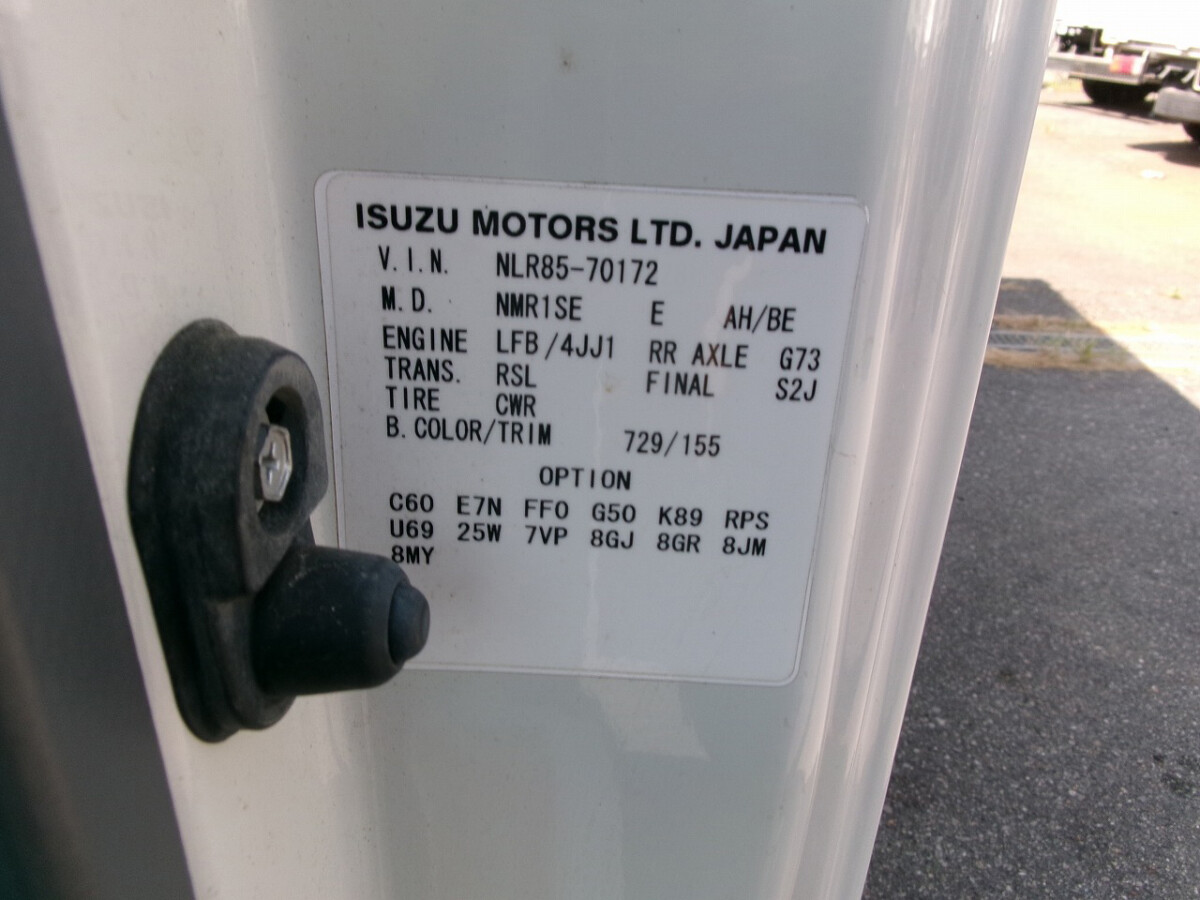 ISUZU MOTORS LTD. JAPAN
V.I.N. NLR85-70172
M.D. NMR1SE E AH/BE
ENGINE LFB/4JJ1 RR AXLE G73
TRANS. RSL FINAL S2J
TIRE CWR
B.COLOR/TRIM 729/155
OPTION
C60 E7N FF0 G50 K89 RPS
U69 25W 7VP 8GJ 8GR 8JM
8MY